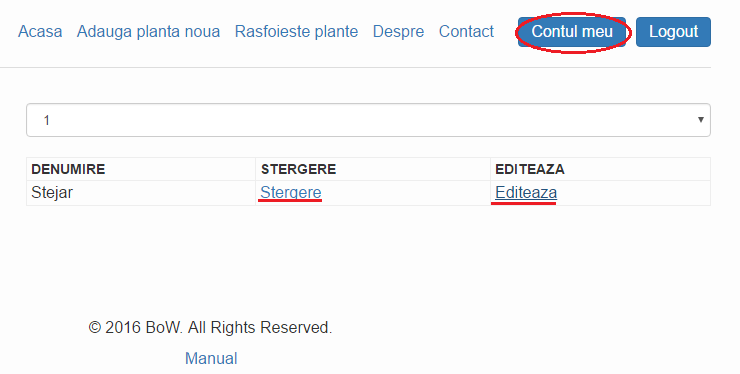 Acasa Adauga planta noua Rasfoieste plante Despre Contact Contul meu Logout
1
DENUMIRE STERGERE EDITEAZA
Stejar Stergere Editeaza
© 2016 BoW. All Rights Reserved.
Manual